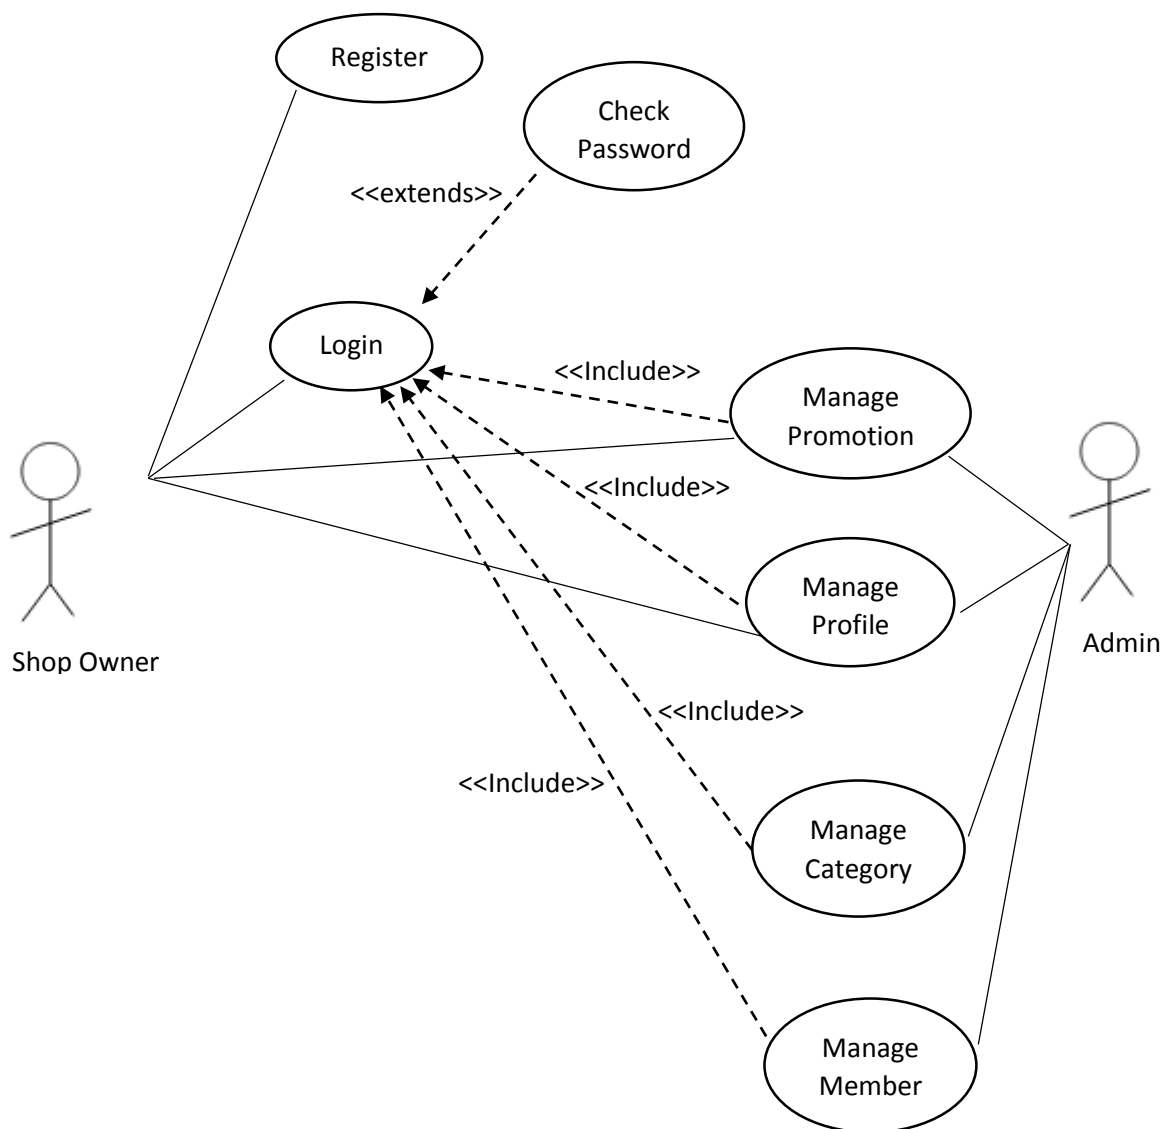 Register
Check
Password
<<extends>>
Login
<<Include>>
Manage
Promotion
<<Include>>
Manage
Profile
Admin
Shop Owner
<<Include>>
<<Include>>
Manage
Category
Manage
Member